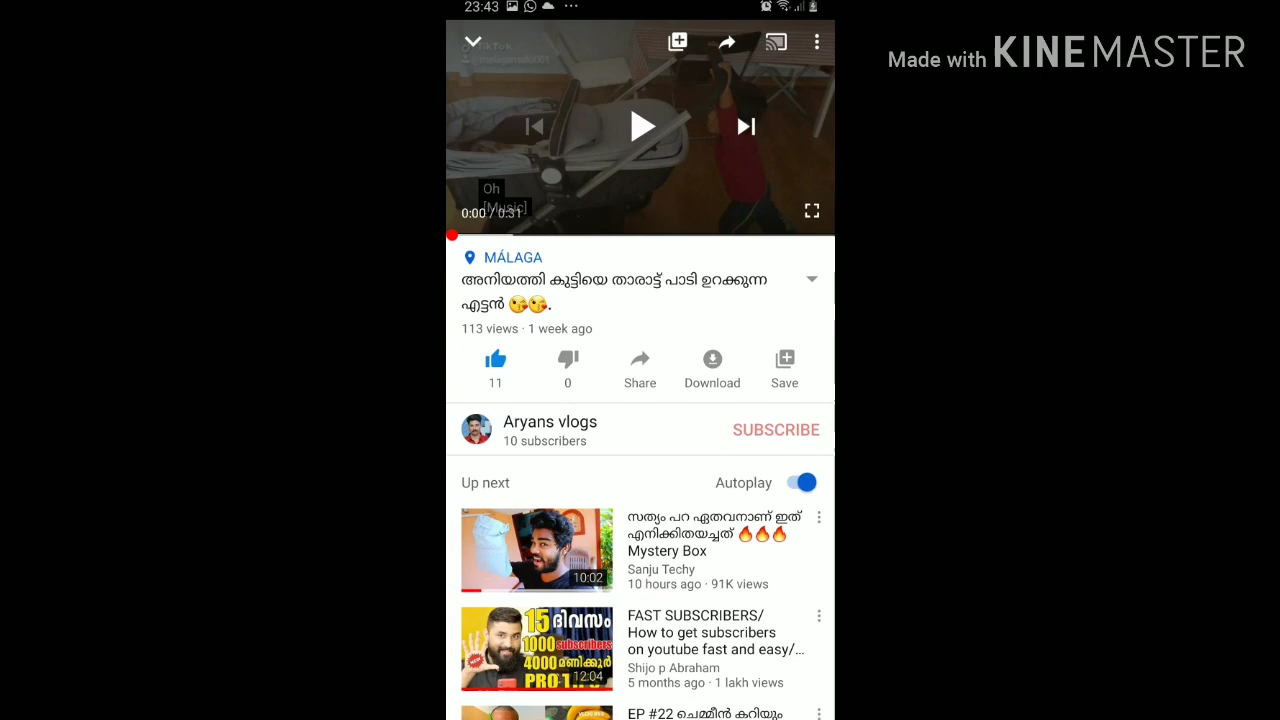 23:43
Made with KINEMASTER
TikTok
Oh
[Music]
0:00 / 0:31
MÁLAGA
അനിയത്തി കുട്ടിയെ താരാട്ട് പാടി ഉറക്കുന്ന
എട്ടൻ 😘😘.
113 views · 1 week ago
11
0
Share
Download
Save
Aryans vlogs
10 subscribers
SUBSCRIBE
Up next
Autoplay
സത്യം പറ ഏതവനാണ് ഇത്
എനിക്കിതയച്ചത് 🔥🔥🔥
Mystery Box
Sanju Techy
10 hours ago · 91K views
10:02
15 ദിവസം
1000 subscribers
4000 മണിക്കൂർ
12:04
FAST SUBSCRIBERS/
How to get subscribers
on youtube fast and easy/...
Shijo p Abraham
5 months ago · 1 lakh views
EP #22 ചെമ്മീൻ കറിയും